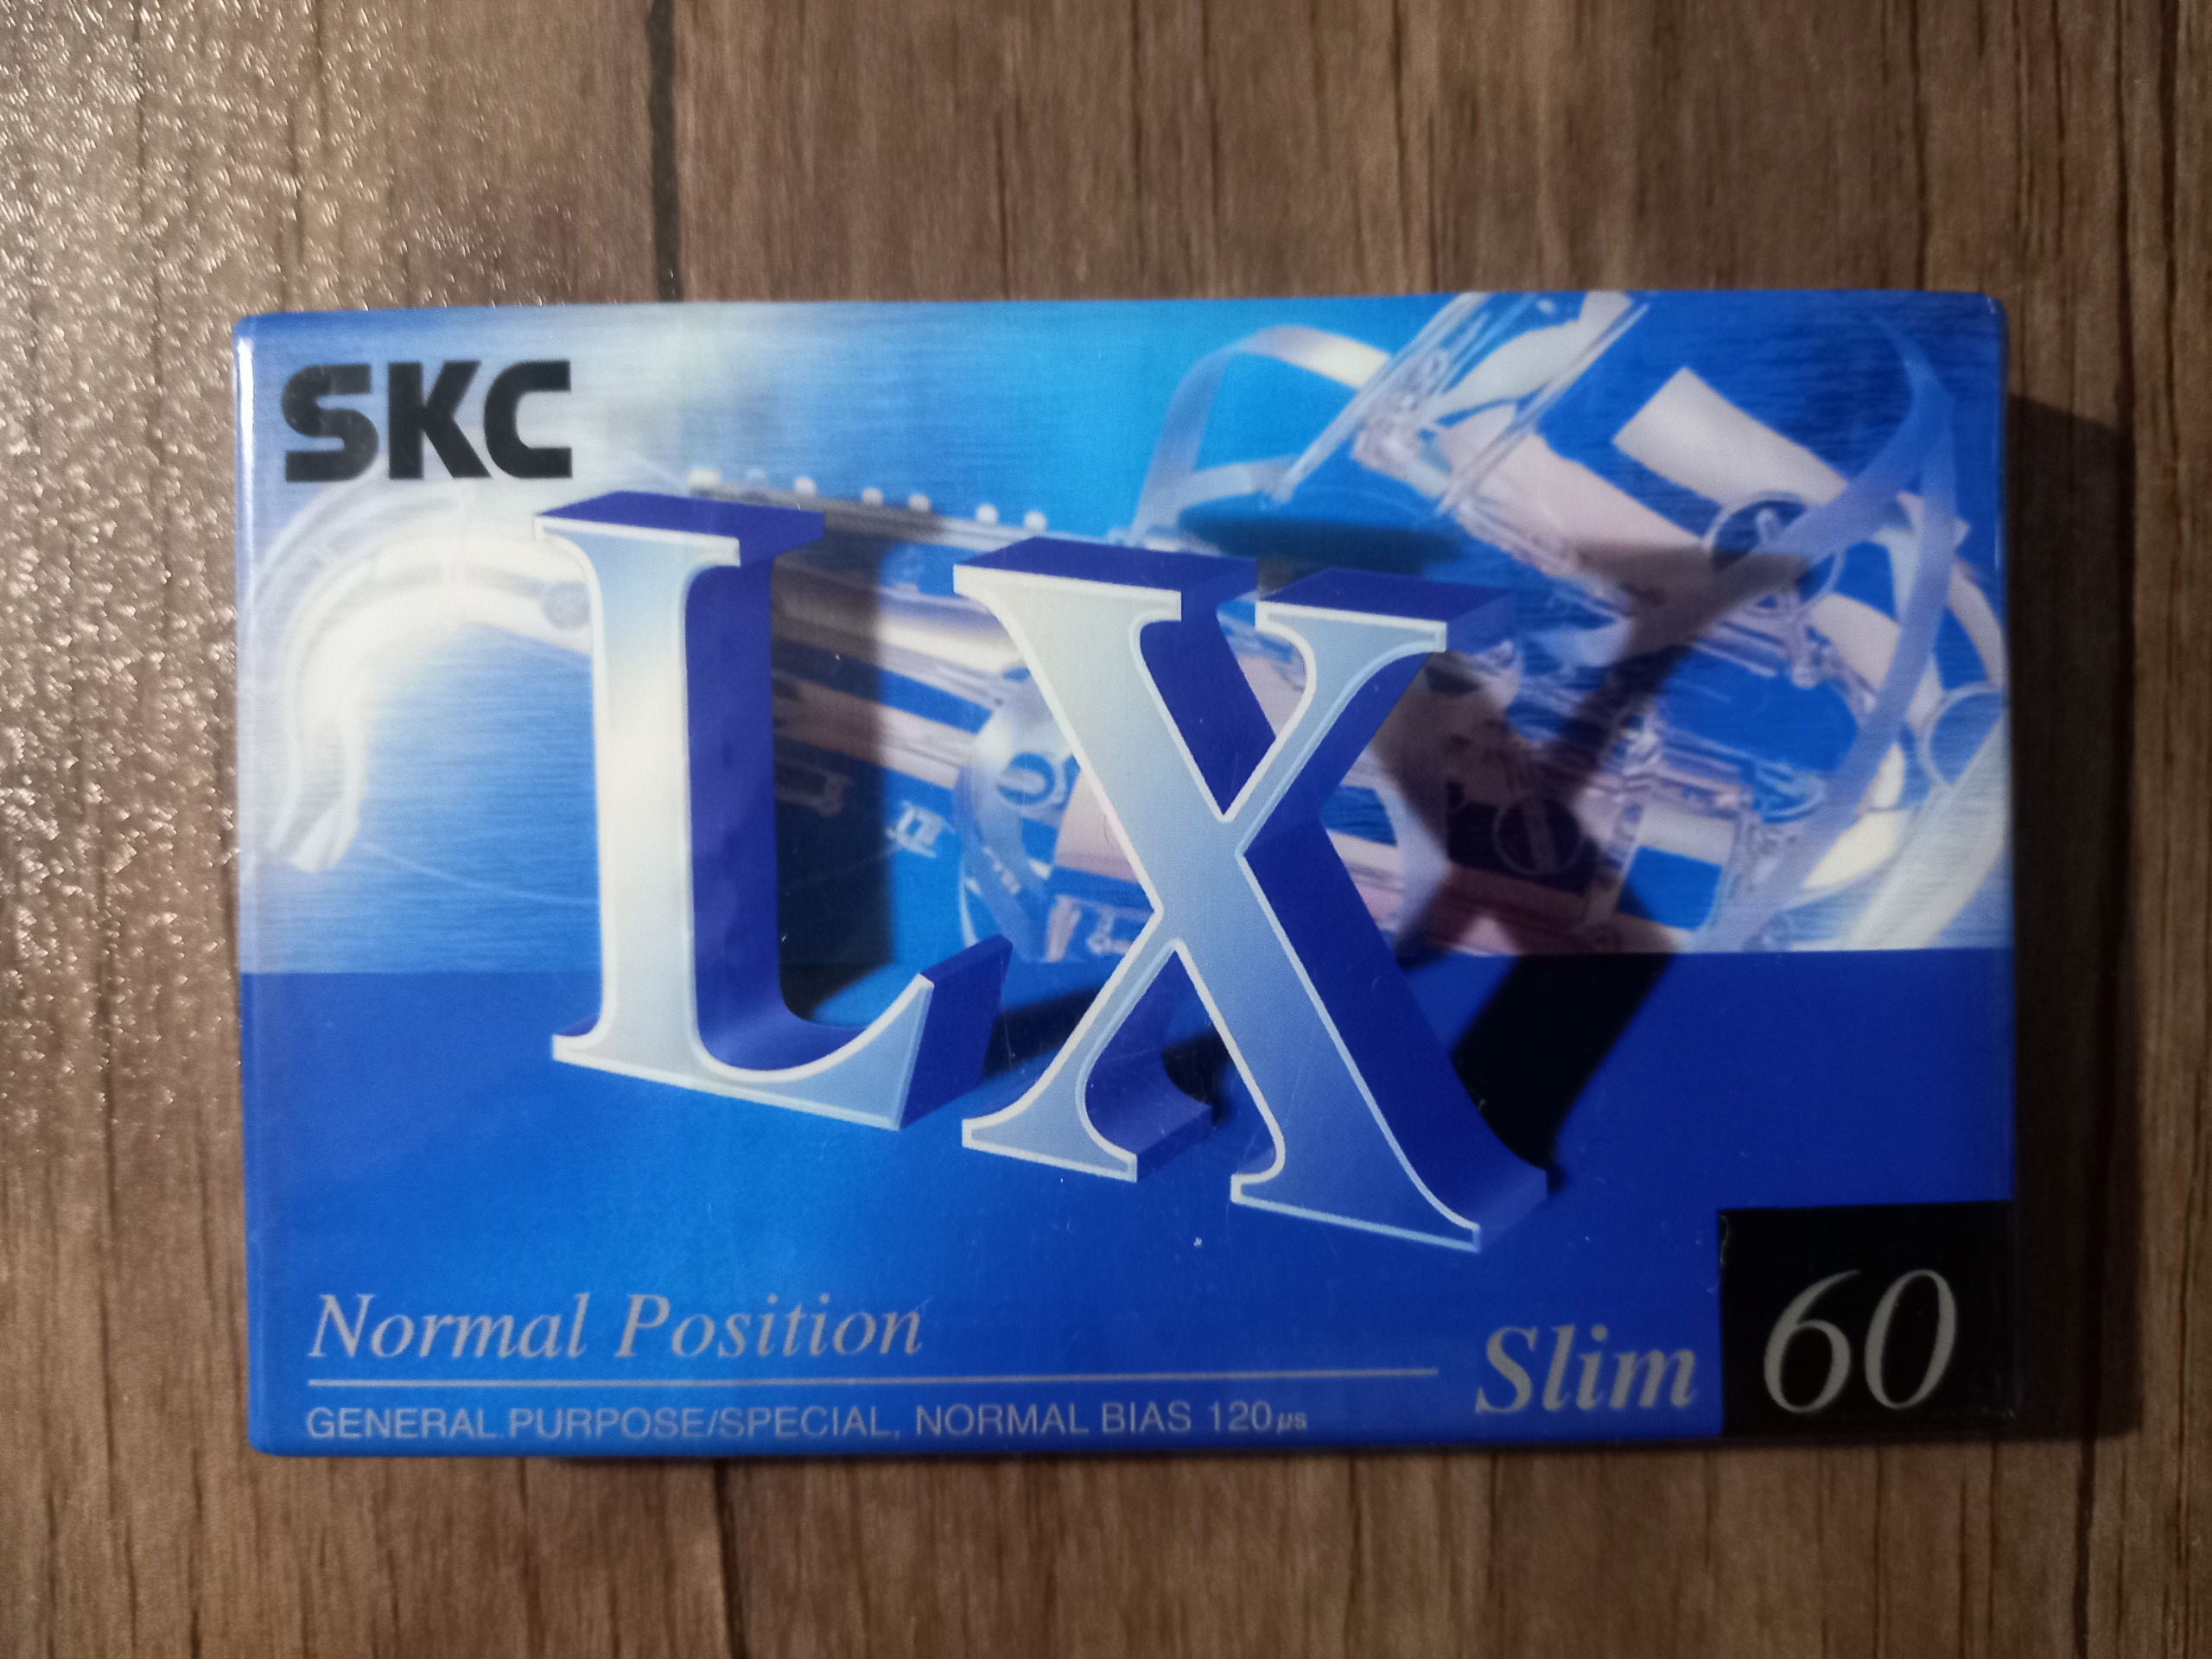 SKC
LX
Normal Position
Slim 60
GENERAL PURPOSE/SPECIAL, NORMAL BIAS 120µs